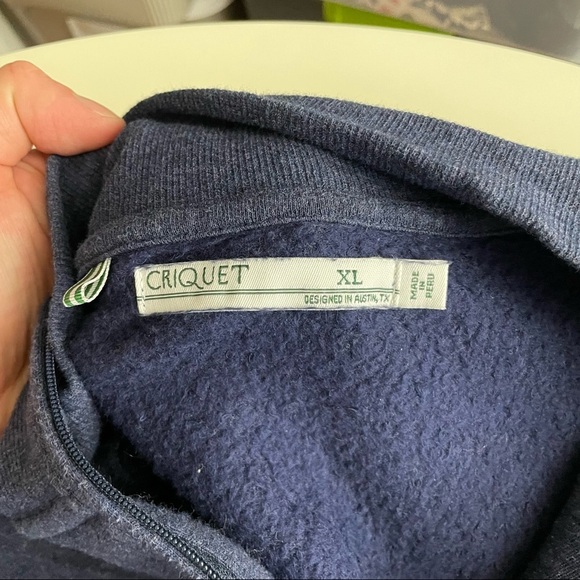 CRIQUET XL
DESIGNED IN AUSTIN, TX
MADE
IN
PERU